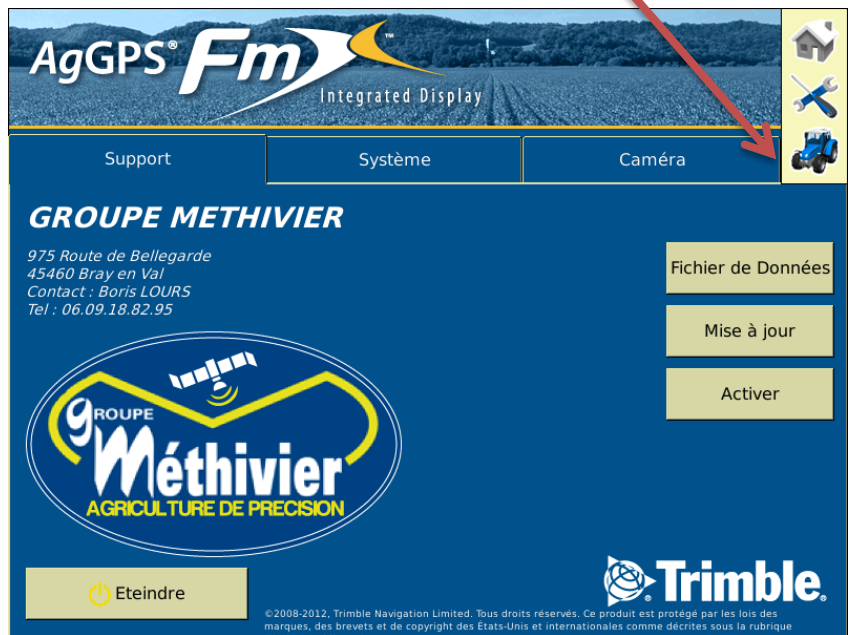 AgGPS® FmX™
Integrated Display
Support
Système
Caméra
GROUPE METHIVIER
975 Route de Bellegarde
45460 Bray en Val
Contact : Boris LOURS
Tel : 06.09.18.82.95
Fichier de Données
Mise à jour
Activer
GROUPE
Méthivier
AGRICULTURE DE PRECISION
Eteindre
Trimble®
©2008-2012, Trimble Navigation Limited. Tous droits réservés. Ce produit est protégé par les lois des
marques, des brevets et de copyright des États-Unis et internationales comme décrites sous la rubrique